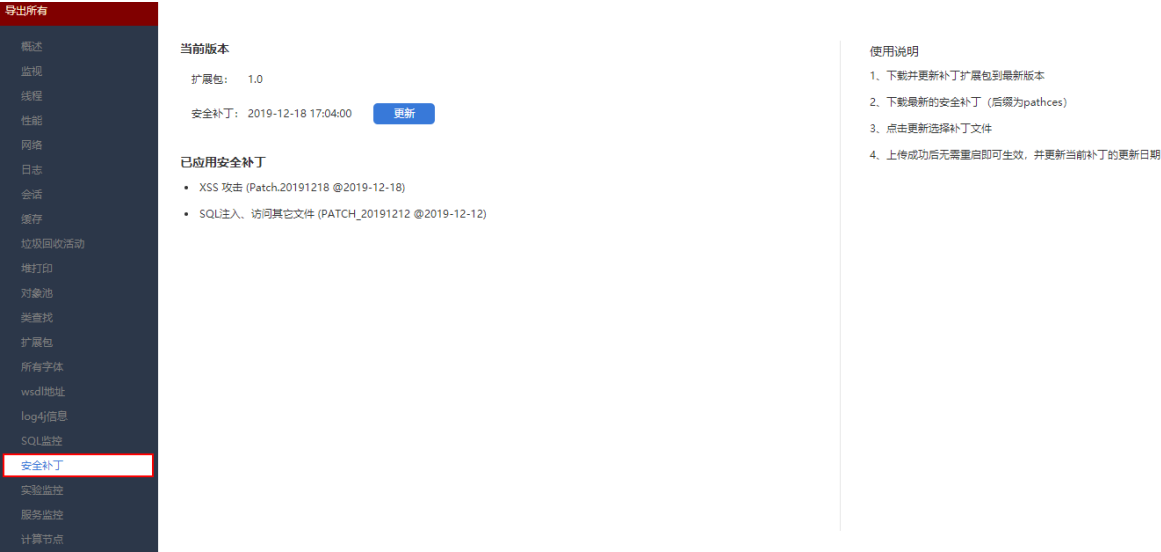 导出所有
概述
监视
线程
性能
网络
日志
会话
缓存
垃圾回收活动
堆打印
对象池
类查找
扩展包
所有字体
wsdl地址
log4j信息
SQL监控
安全补丁
实验监控
服务监控
计算节点
当前版本
扩展包： 1.0
安全补丁： 2019-12-18 17:04:00 更新
已应用安全补丁
• XSS 攻击 (Patch.20191218 @2019-12-18)
• SQL注入、访问其它文件 (PATCH_20191212 @2019-12-12)
使用说明
1、下载并更新补丁扩展包到最新版本
2、下载最新的安全补丁（后缀为pathces）
3、点击更新选择补丁文件
4、上传成功后无需重启即可生效，并更新当前补丁的更新日期